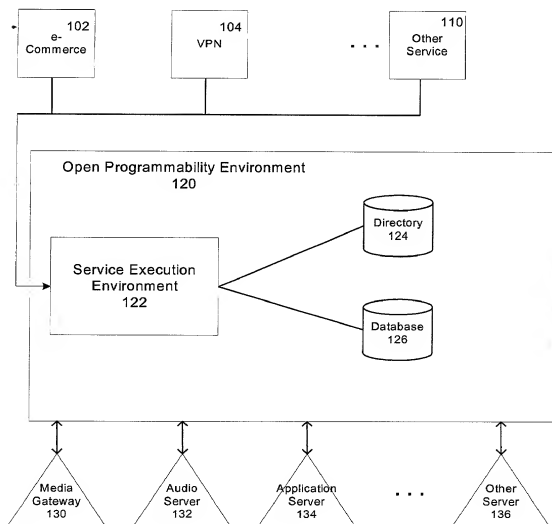 102
e-
Commerce
104
VPN
. . .
110
Other
Service
Open Programmability Environment
120
Service Execution
Environment
122
Directory
124
Database
126
Media
Gateway
130
Audio
Server
132
Application
Server
134
. . .
Other
Server
136